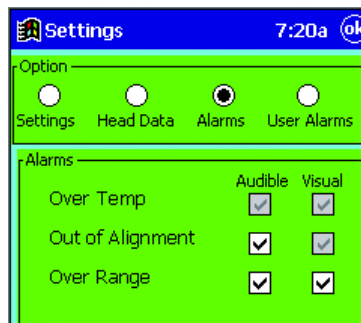 Settings 7:20a ok
Option
Settings Head Data Alarms User Alarms
Alarms
Audible Visual
Over Temp
Out of Alignment
Over Range